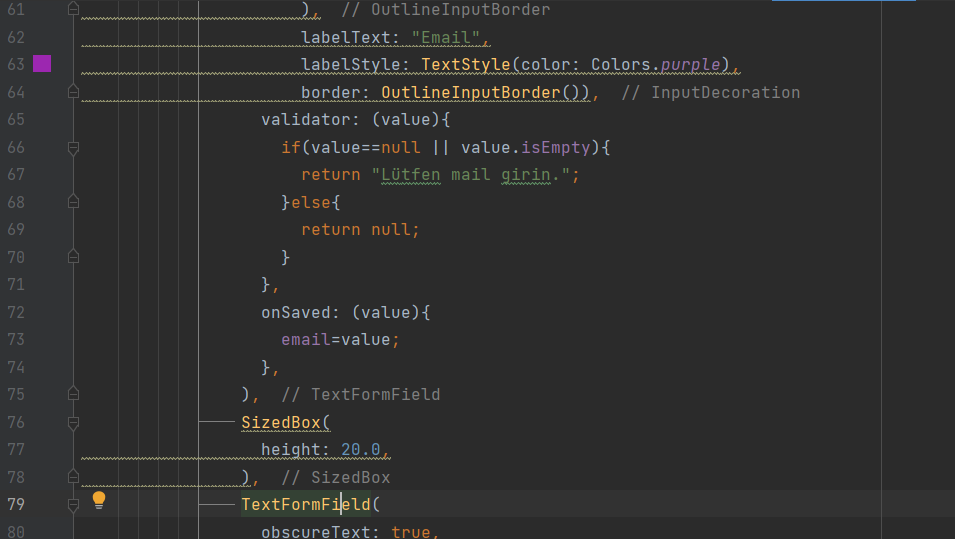 61 ), // OutlineInputBorder
62 labelText: "Email",
63 labelStyle: TextStyle(color: Colors.purple),
64 border: OutlineInputBorder()), // InputDecoration
65 validator: (value){
66 if(value==null || value.isEmpty){
67 return "Lütfen mail girin.";
68 }else{
69 return null;
70 }
71 },
72 onSaved: (value){
73 email=value;
74 },
75 ), // TextFormField
76 SizedBox(
77 height: 20.0,
78 ), // SizedBox
79 TextFormField(
80 obscureText: true,